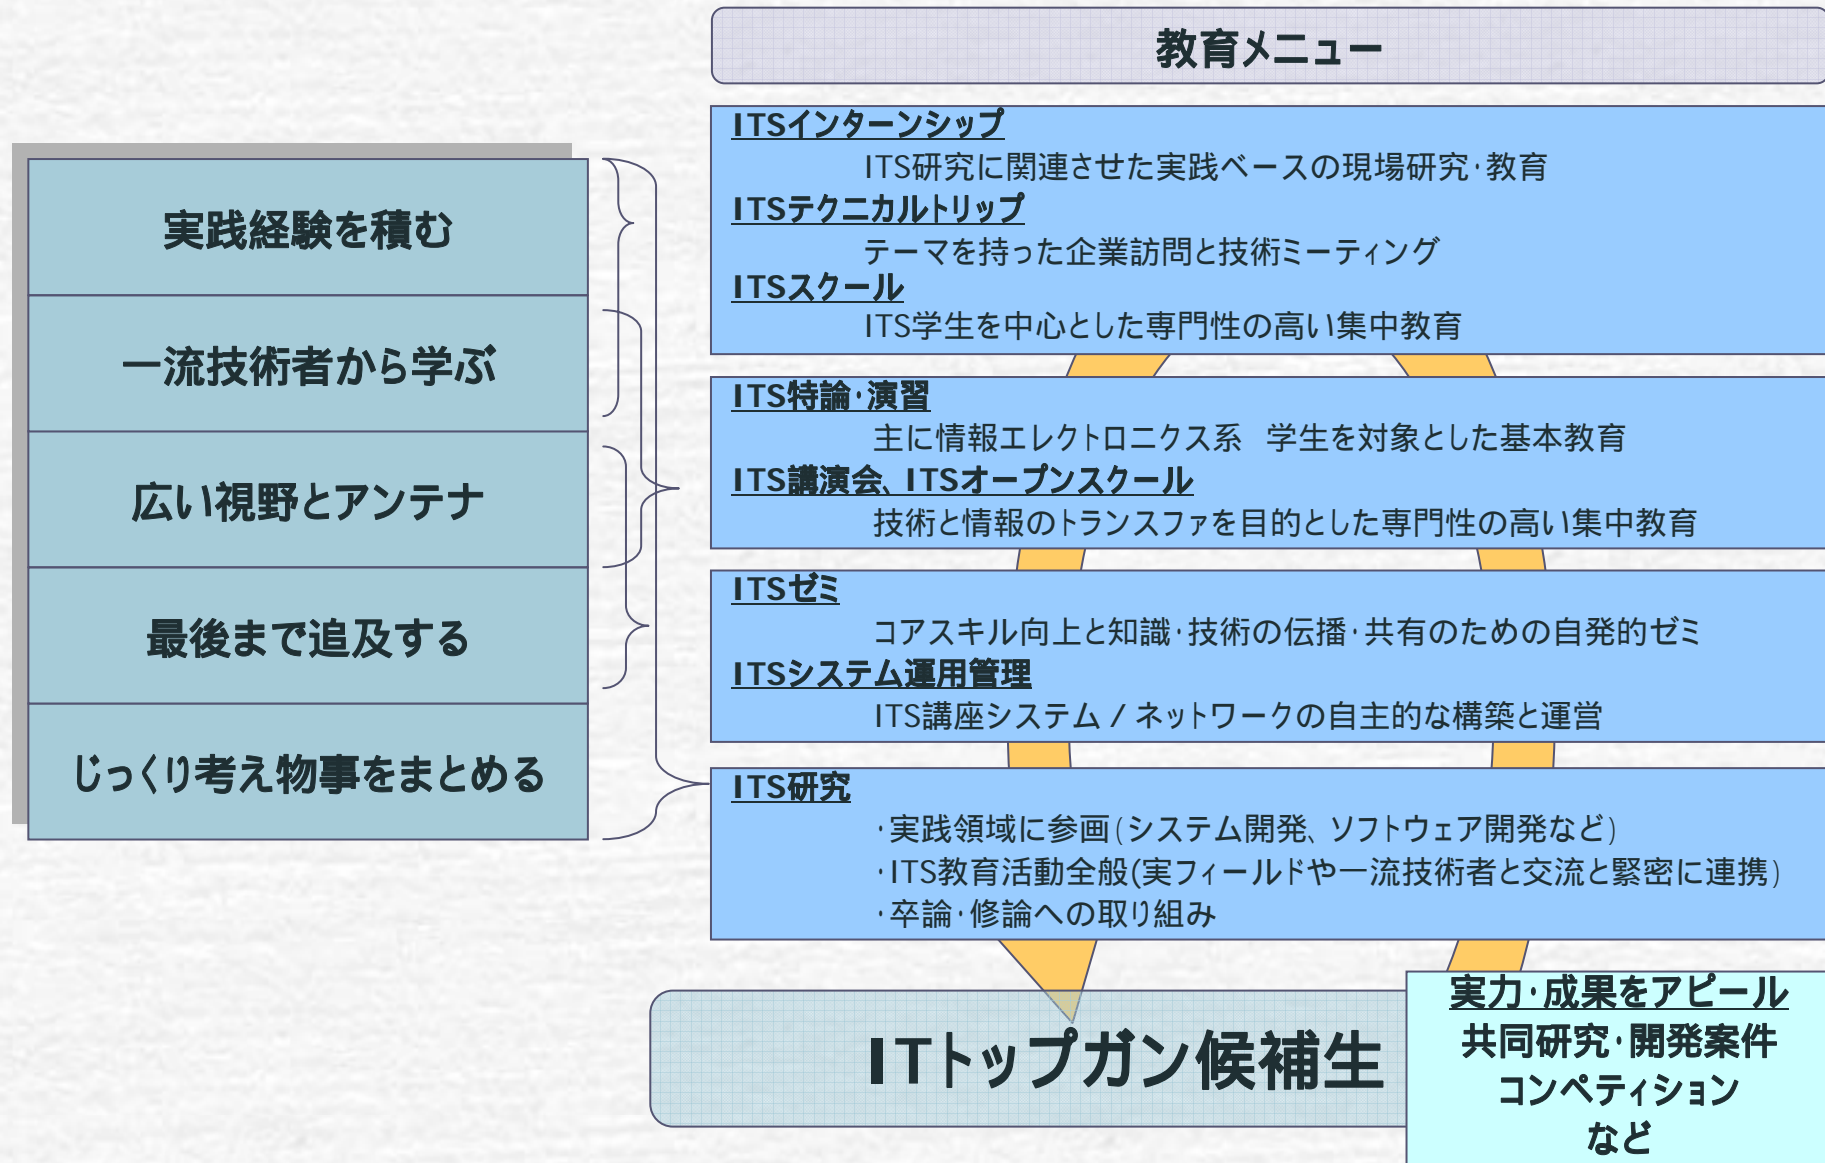 教育メニュー
実践経験を積む
一流技術者から学ぶ
広い視野とアンテナ
最後まで追及する
じっくり考え物事をまとめる
ITSインターンシップ
ITS研究に関連させた実践ベースの現場研究・教育
ITSテクニカルトリップ
テーマを持った企業訪問と技術ミーティング
ITSスクール
ITS学生を中心とした専門性の高い集中教育
ITS特論・演習
主に情報エレクトロニクス系　学生を対象とした基本教育
ITS講演会、ITSオープンスクール
技術と情報のトランスファを目的とした専門性の高い集中教育
ITSゼミ
コアスキル向上と知識・技術の伝播・共有のための自発的ゼミ
ITSシステム運用管理
ITS講座システム／ネットワークの自主的な構築と運営
ITS研究
・実践領域に参画(システム開発、ソフトウェア開発など)
・ITS教育活動全般(実フィールドや一流技術者と交流と緊密に連携)
・卒論・修論への取り組み
ITトップガン候補生
実力・成果をアピール
共同研究・開発案件
コンペティション
など